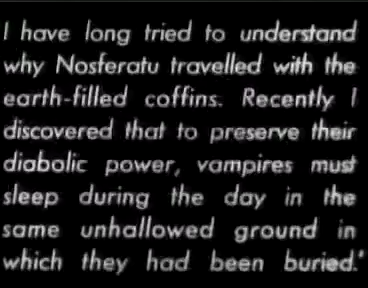 I have long tried to understand
why Nosferatu travelled with the
earth-filled coffins. Recently I
discovered that to preserve their
diabolic power, vampires must
sleep during the day in the
same unhallowed ground in
which they had been buried."